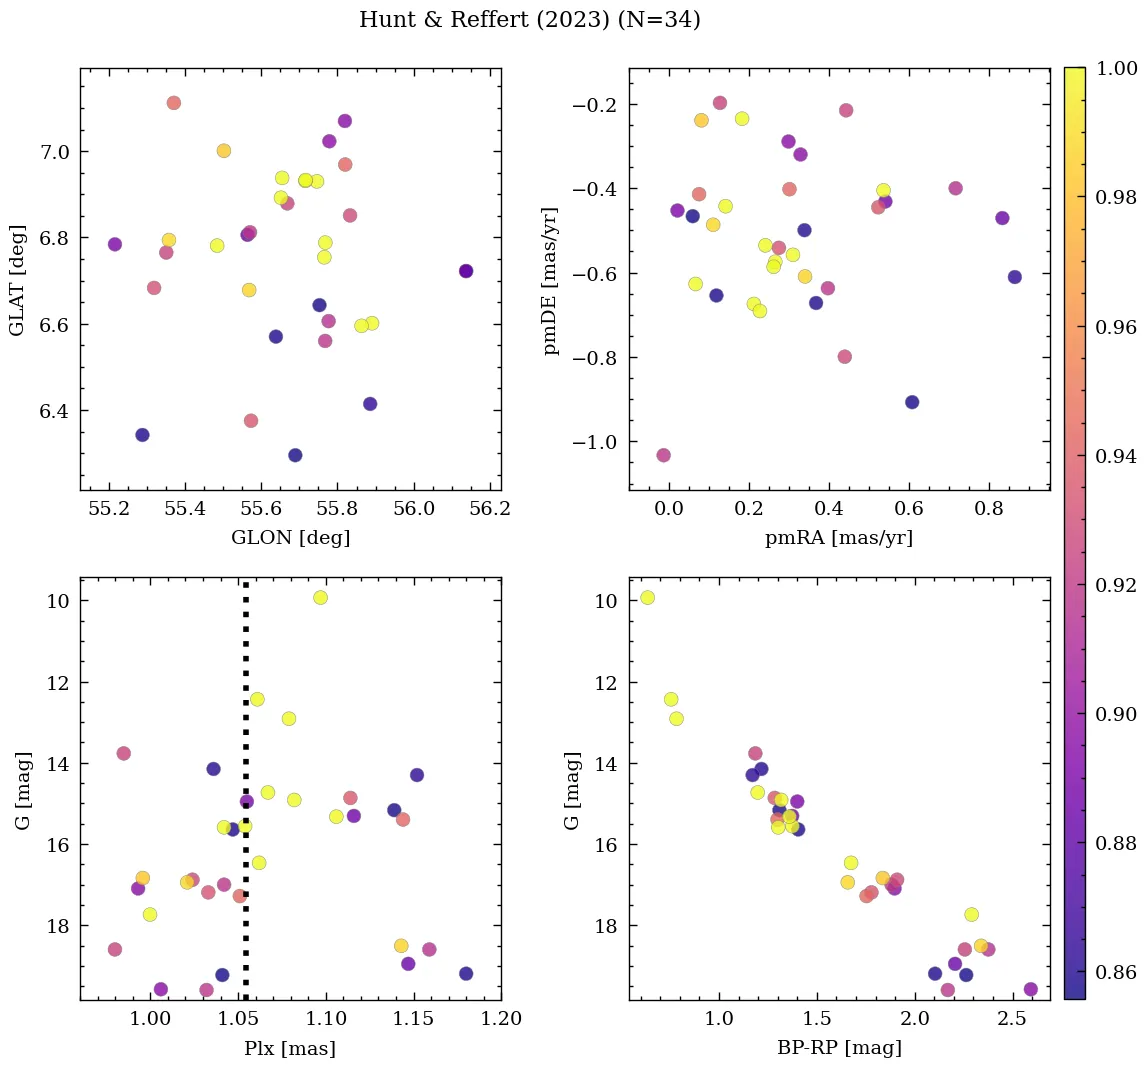 Hunt & Reffert (2023) (N=34)
7.0
6.8
6.6
6.4
GLAT [deg]
55.2 55.4 55.6 55.8 56.0 56.2
GLON [deg]
−0.2
−0.4
−0.6
−0.8
−1.0
pmDE [mas/yr]
0.0 0.2 0.4 0.6 0.8
pmRA [mas/yr]
10
12
14
16
18
G [mag]
1.00 1.05 1.10 1.15 1.20
Plx [mas]
10
12
14
16
18
G [mag]
1.0 1.5 2.0 2.5
BP-RP [mag]
1.00
0.98
0.96
0.94
0.92
0.90
0.88
0.86